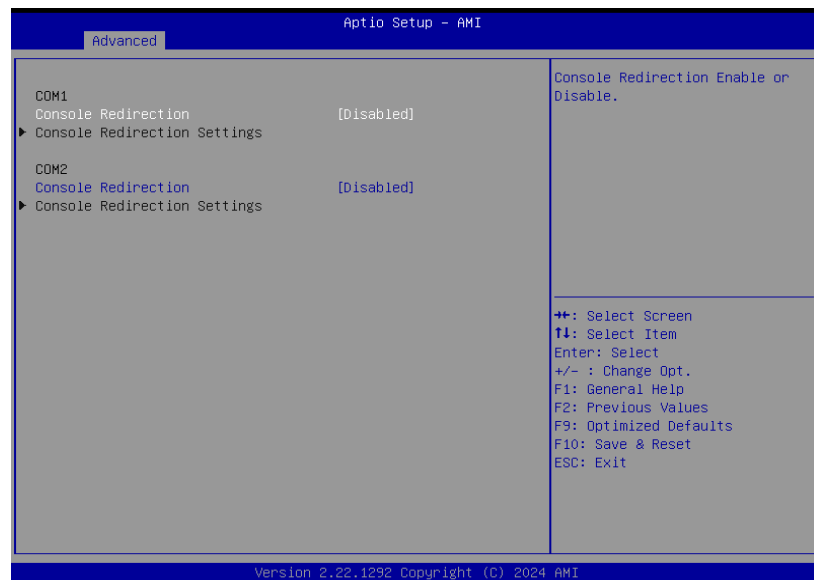 Aptio Setup – AMI
Advanced
COM1
Console Redirection [Disabled]
▶ Console Redirection Settings
COM2
Console Redirection [Disabled]
▶ Console Redirection Settings
Console Redirection Enable or
Disable.
→←: Select Screen
↑↓: Select Item
Enter: Select
+/- : Change Opt.
F1: General Help
F2: Previous Values
F9: Optimized Defaults
F10: Save & Reset
ESC: Exit
Version 2.22.1292 Copyright (C) 2024 AMI